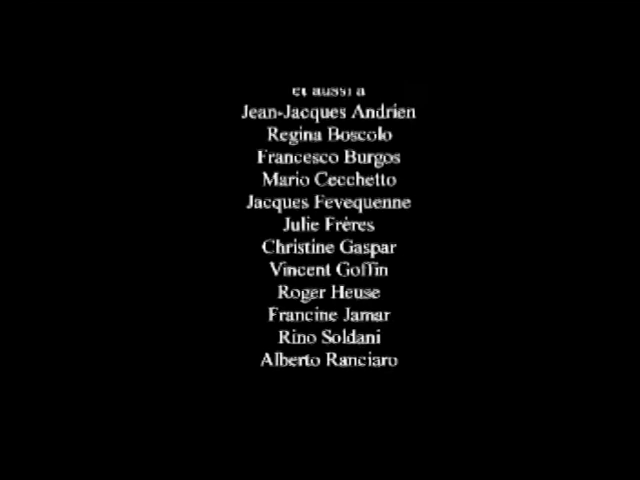 et aussi à
Jean-Jacques Andrien
Regina Boscolo
Francesco Burgos
Mario Cecchetto
Jacques Fevequenne
Julie Frères
Christine Gaspar
Vincent Goffin
Roger Heuse
Francine Jamar
Rino Soldani
Alberto Ranciaro